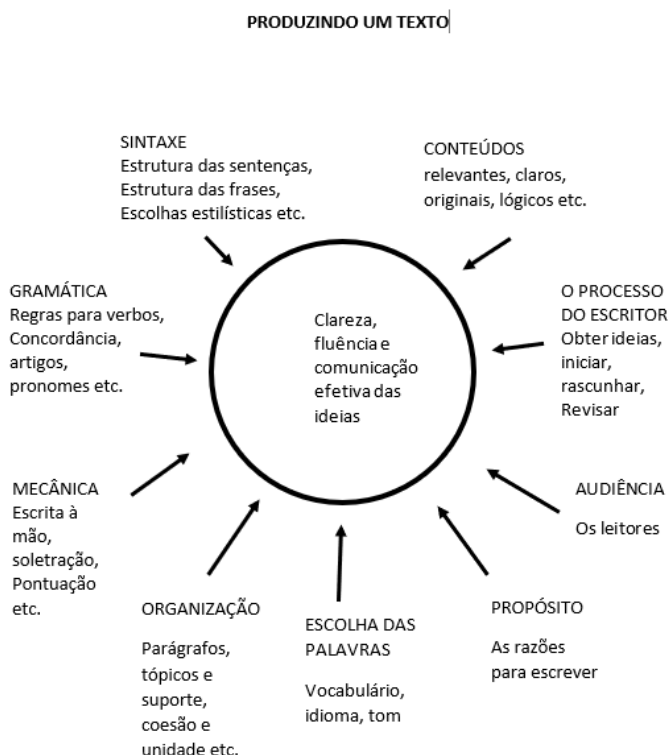 PRODUZINDO UM TEXTO
SINTAXE
Estrutura das sentenças,
Estrutura das frases,
Escolhas estilísticas etc.
CONTEÚDOS
relevantes, claros,
originais, lógicos etc.
GRAMÁTICA
Regras para verbos,
Concordância,
artigos,
pronomes etc.
Clareza,
fluência e
comunicação
efetiva das
ideias
O PROCESSO
DO ESCRITOR
Obter ideias,
iniciar,
rascunhar,
Revisar
MECÂNICA
Escrita à
mão,
soletração,
Pontuação
etc.
AUDIÊNCIA
Os leitores
ORGANIZAÇÃO
Parágrafos,
tópicos e
suporte,
coesão e
unidade etc.
ESCOLHA DAS
PALAVRAS
Vocabulário,
idioma, tom
PROPÓSITO
As razões
para escrever